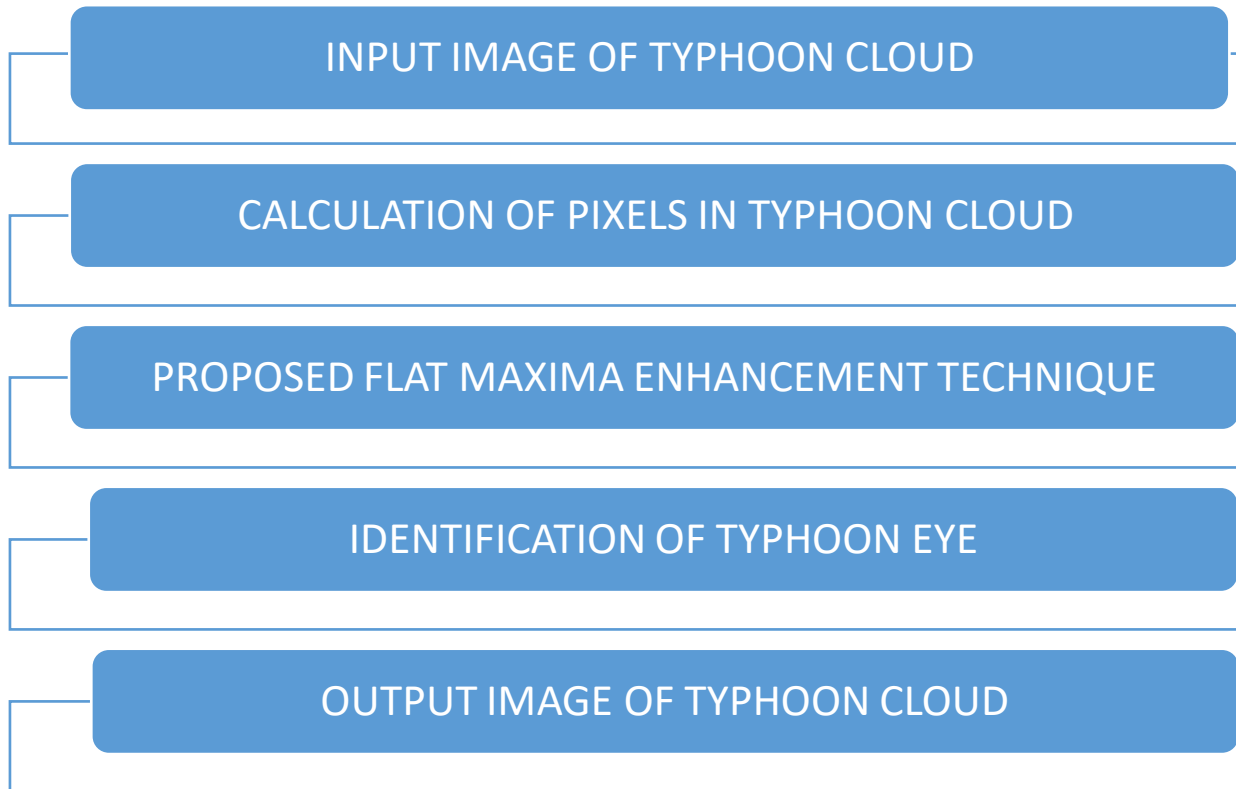 INPUT IMAGE OF TYPHOON CLOUD
CALCULATION OF PIXELS IN TYPHOON CLOUD
PROPOSED FLAT MAXIMA ENHANCEMENT TECHNIQUE
IDENTIFICATION OF TYPHOON EYE
OUTPUT IMAGE OF TYPHOON CLOUD